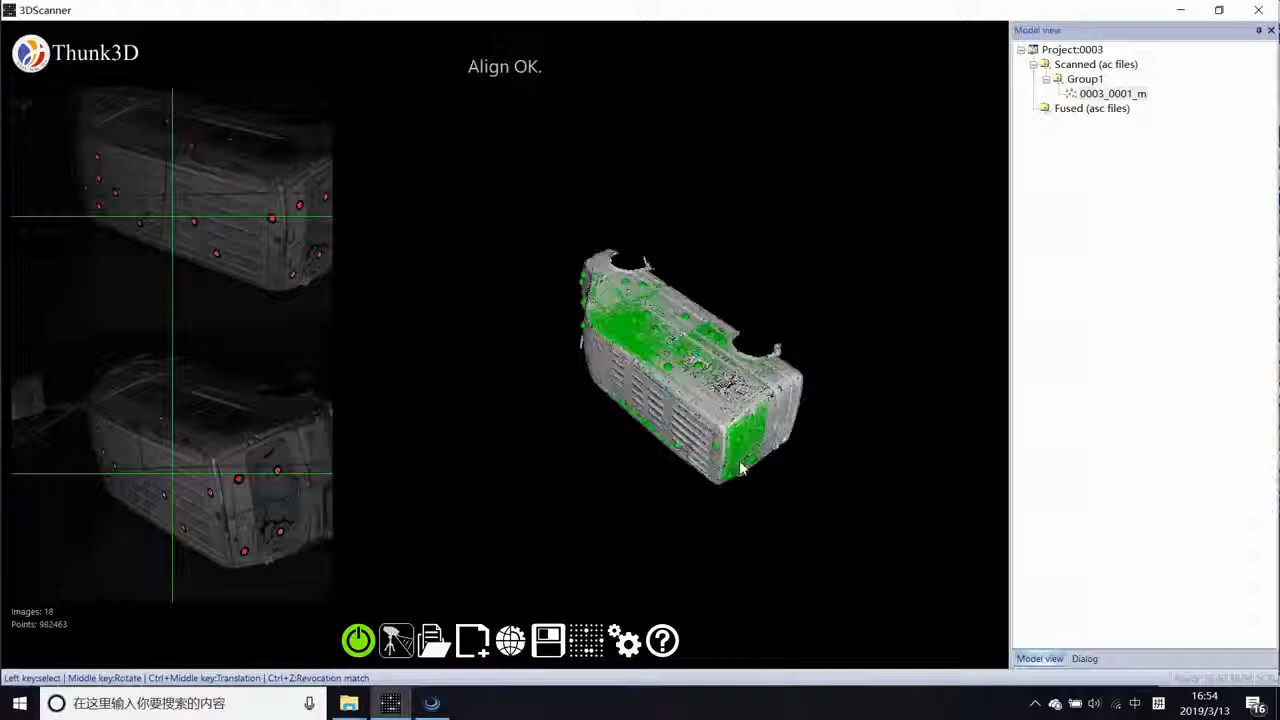 3DScanner
Thunk3D
Align OK.
Images: 18
Points: 982463
Model view
Project:0003
Scanned (ac files)
Group1
0003_0001_m
Fused (asc files)
Model view
Dialog
Left key:select | Middle key:Rotate | Ctrl+Middle key:Translation | Ctrl+Z:Revocation match
在这里输入你要搜索的内容
中
16:54
2019/3/13
16